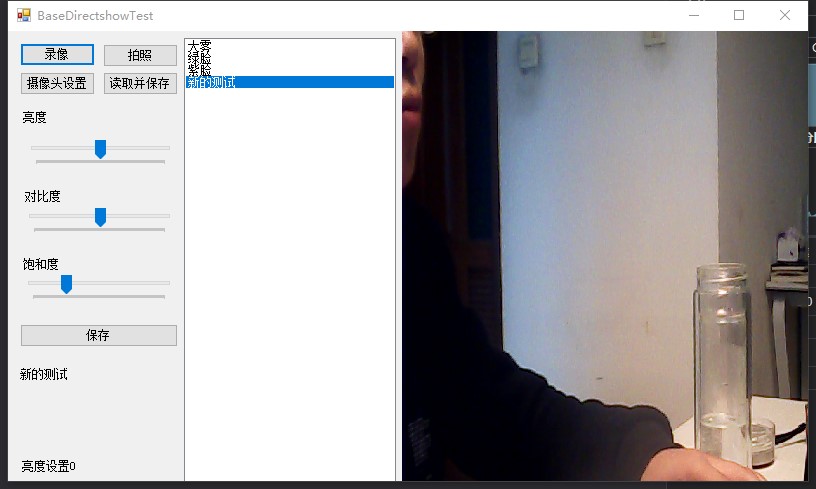 BaseDirectshowTest
录像
拍照
摄像头设置
读取并保存
亮度
对比度
饱和度
保存
新的测试
亮度设置0
大雾
绿脸
紫脸
新的测试